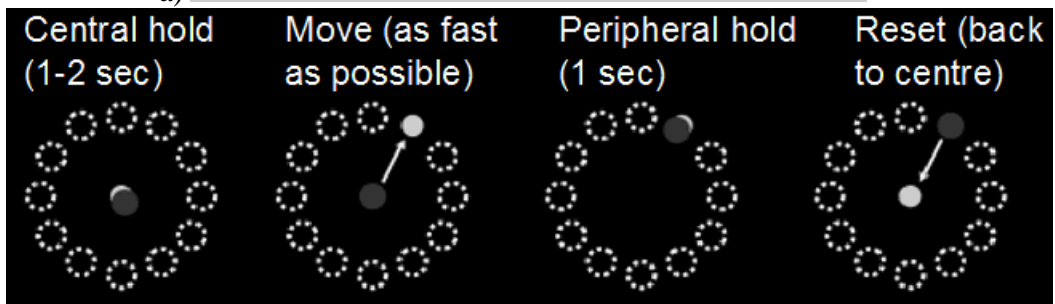 a)
Central hold
(1-2 sec)
Move (as fast
as possible)
Peripheral hold
(1 sec)
Reset (back
to centre)